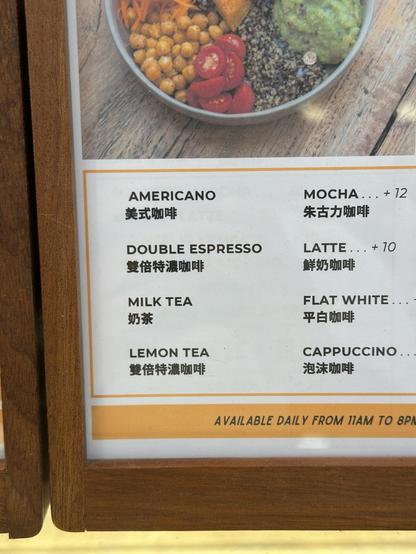 AMERICANO
美式咖啡
DOUBLE ESPRESSO
雙倍特濃咖啡
MILK TEA
奶茶
LEMON TEA
雙倍特濃咖啡
MOCHA... + 12
朱古力咖啡
LATTE... + 10
鮮奶咖啡
FLAT WHITE...
平白咖啡
CAPPUCCINO...
泡沫咖啡
AVAILABLE DAILY FROM 11AM TO 8PM